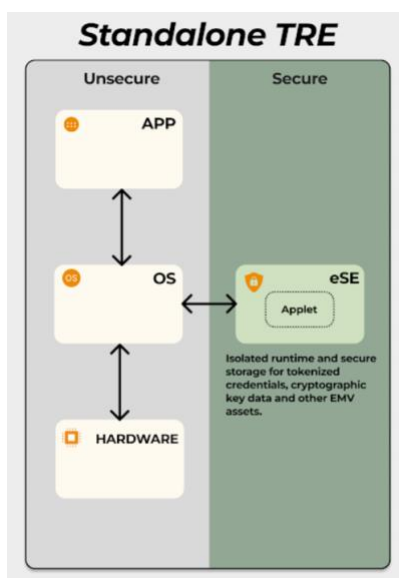 Standalone TRE
Unsecure
Secure
APP
OS OS
eSE
Applet
Isolated runtime and secure
storage for tokenized
credentials, cryptographic
key data and other EMV
assets.
HARDWARE